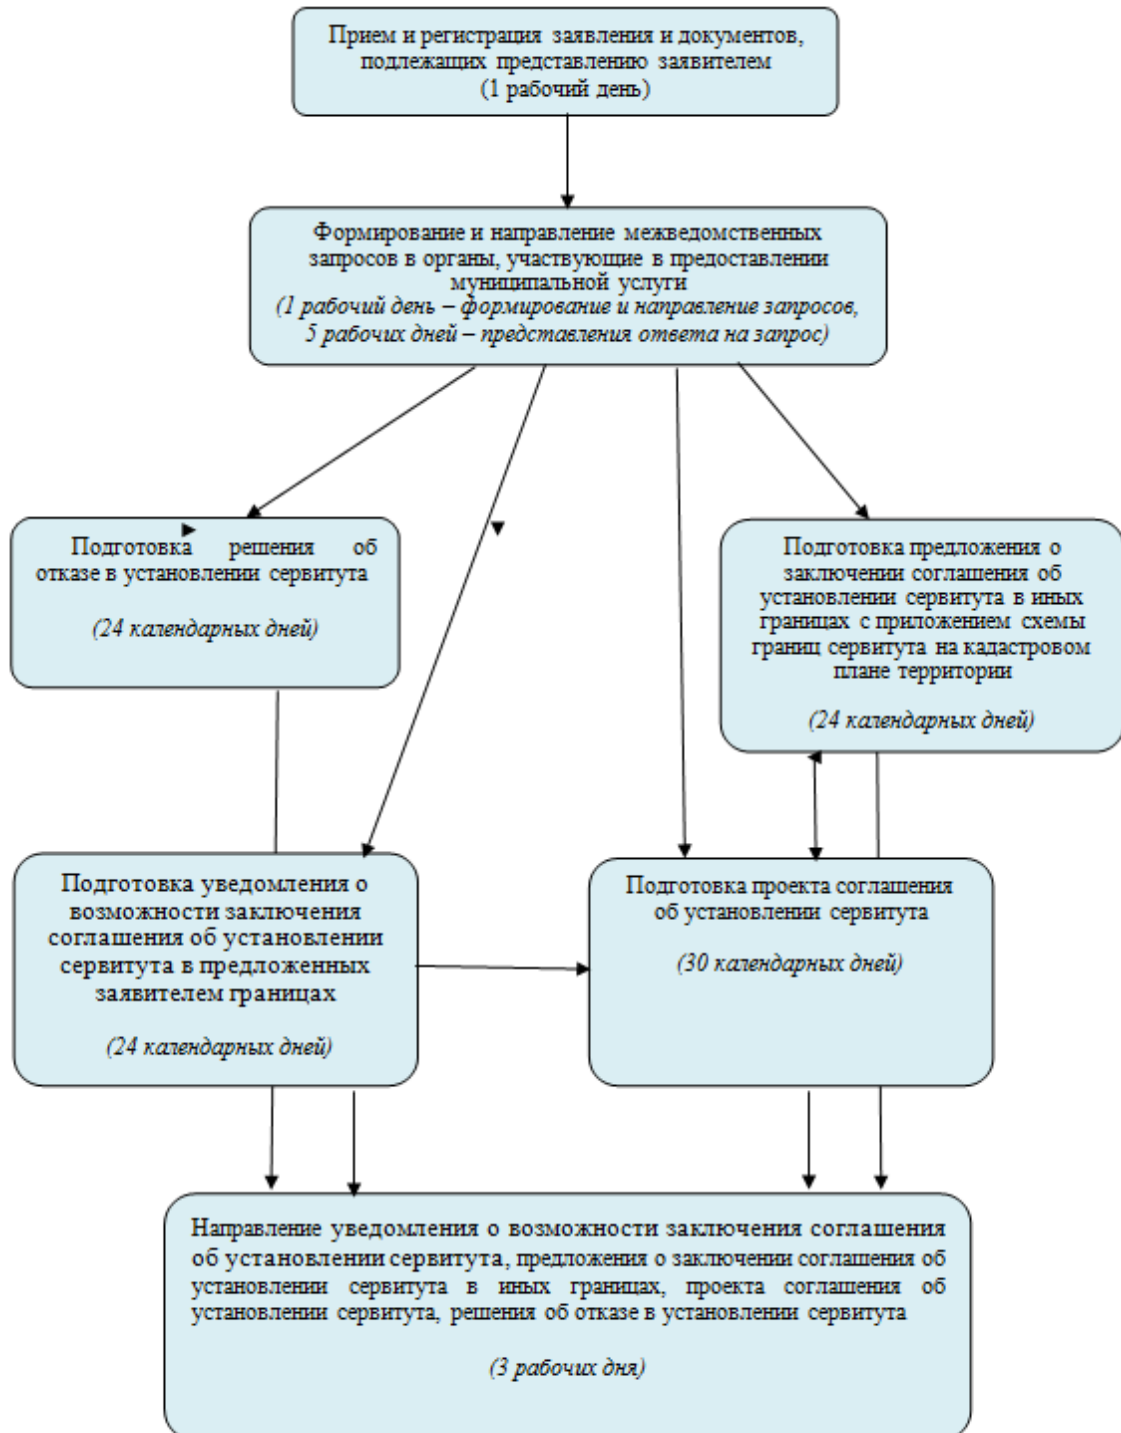 Прием и регистрация заявления и документов,
подлежащих представлению заявителем
(1 рабочий день)
Формирование и направление межведомственных
запросов в органы, участвующие в предоставлении
муниципальной услуги
(1 рабочий день – формирование и направление запросов,
5 рабочих дней – представления ответа на запрос)
Подготовка решения об
отказе в установлении сервитута
(24 календарных дней)
Подготовка предложения о
заключении соглашения об
установлении сервитута в иных
границах с приложением схемы
границ сервитута на кадастровом
плане территории
(24 календарных дней)
Подготовка уведомления о
возможности заключения
соглашения об установлении
сервитута в предложенных
заявителем границах
(24 календарных дней)
Подготовка проекта соглашения
об установлении сервитута
(30 календарных дней)
Направление уведомления о возможности заключения соглашения
об установлении сервитута, предложения о заключении соглашения об
установлении сервитута в иных границах, проекта соглашения об
установлении сервитута, решения об отказе в установлении сервитута
(3 рабочих дня)